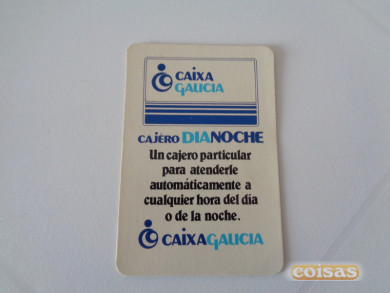 CAIXA
GALICIA
CAJERO DIANOCHE
Un cajero particular
para atenderle
automáticamente a
cualquier hora del día
o de la noche.
CAIXAGALICIA
coisas